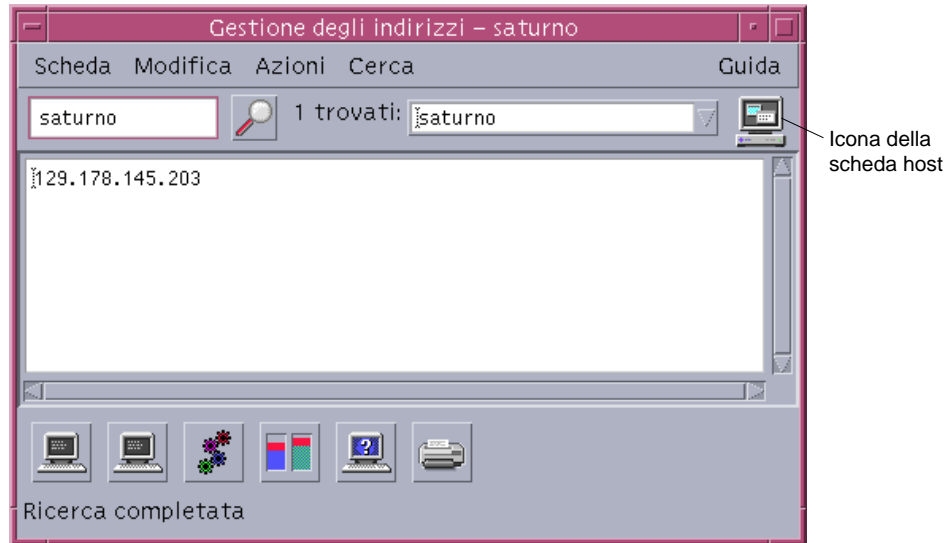 Gestione degli indirizzi – saturno
Scheda Modifica Azioni Cerca Guida
saturno 1 trovati: saturno
Icona della
scheda host
129.178.145.203
?
Ricerca completata